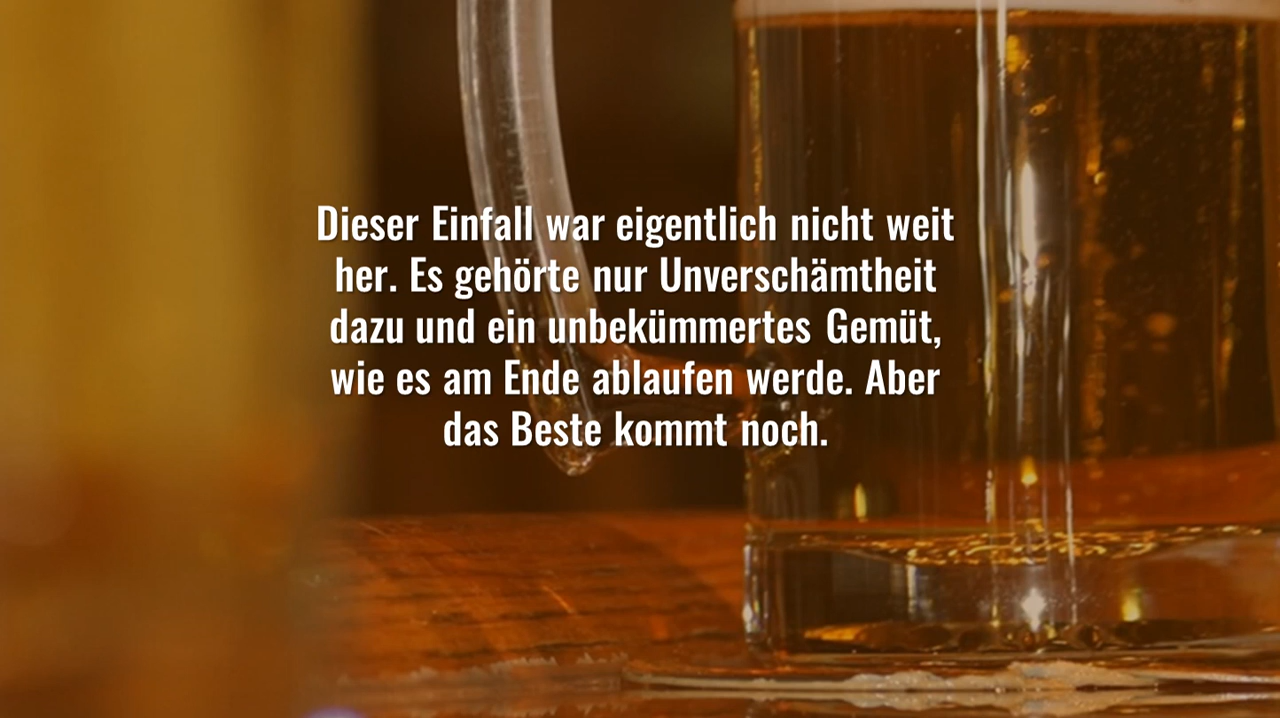 Dieser Einfall war eigentlich nicht weit
her. Es gehörte nur Unverschämtheit
dazu und ein unbekümmertes Gemüt,
wie es am Ende ablaufen werde. Aber
das Beste kommt noch.